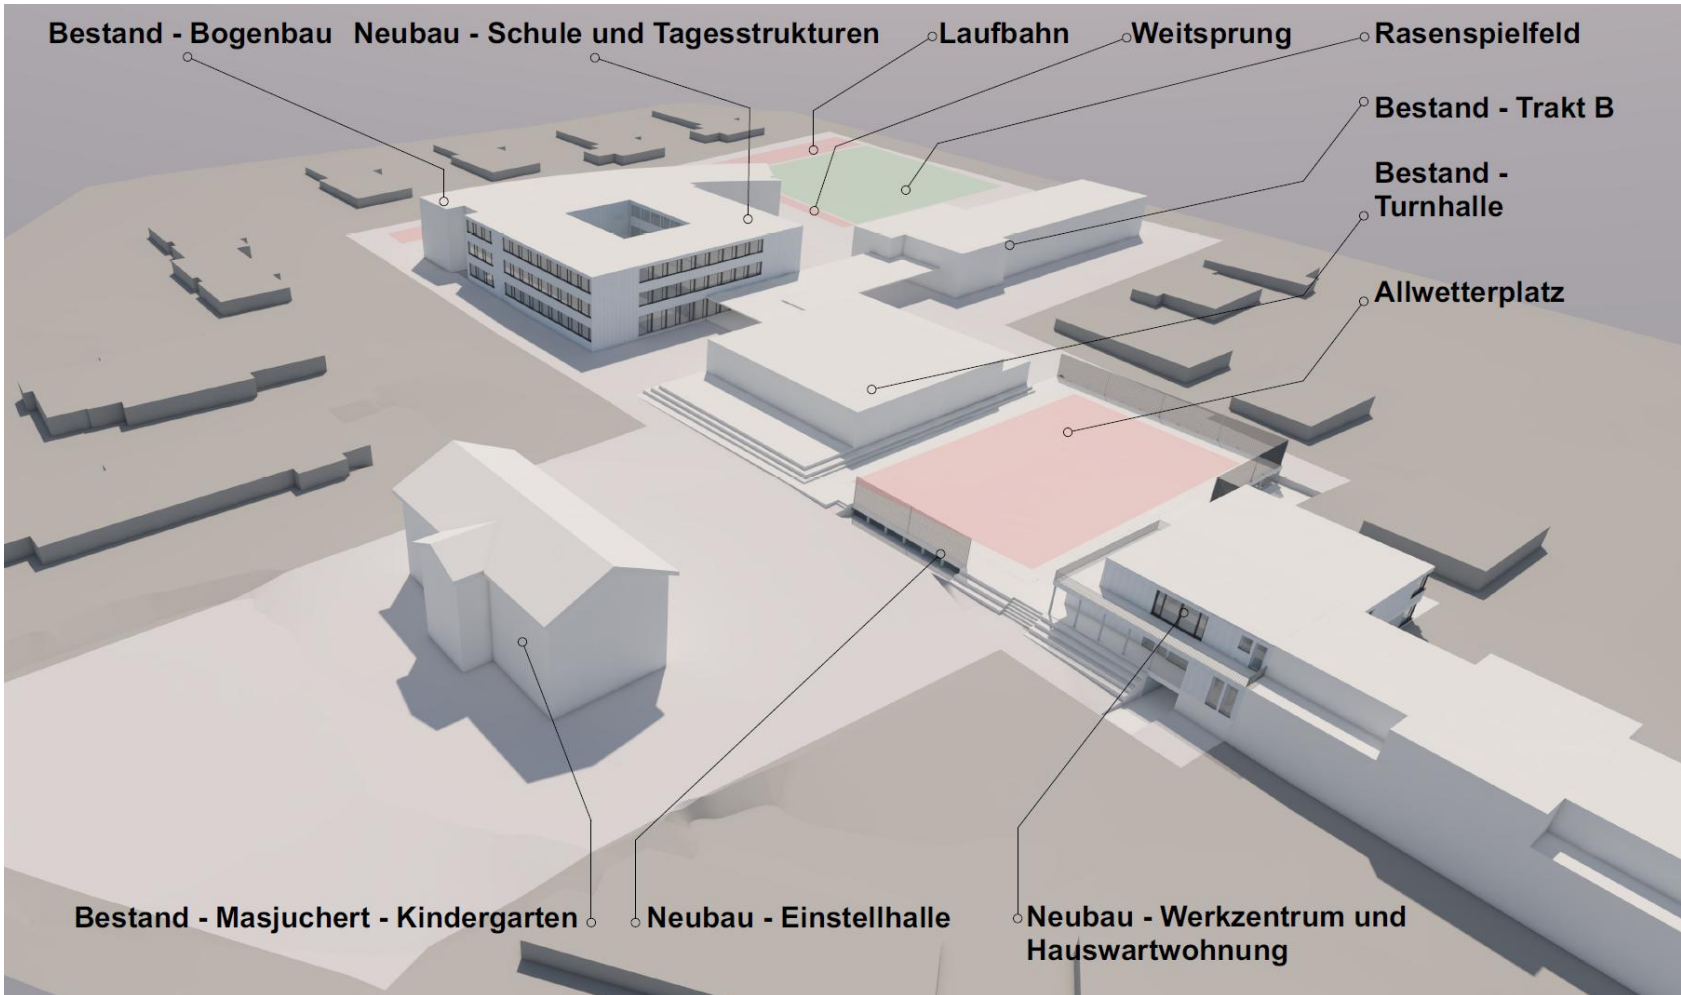 Bestand - Bogenbau
Neubau - Schule und Tagesstrukturen
Laufbahn
Weitsprung
Rasenspielfeld
Bestand - Trakt B
Bestand -
Turnhalle
Allwetterplatz
Bestand - Masjuchert - Kindergarten
Neubau - Einstellhalle
Neubau - Werkzentrum und
Hauswartwohnung